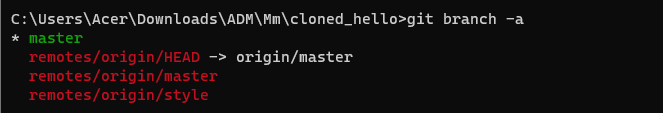 C:\Users\Acer\Downloads\ADM\Mm\cloned_hello>git branch -a
* master
  remotes/origin/HEAD -> origin/master
  remotes/origin/master
  remotes/origin/style